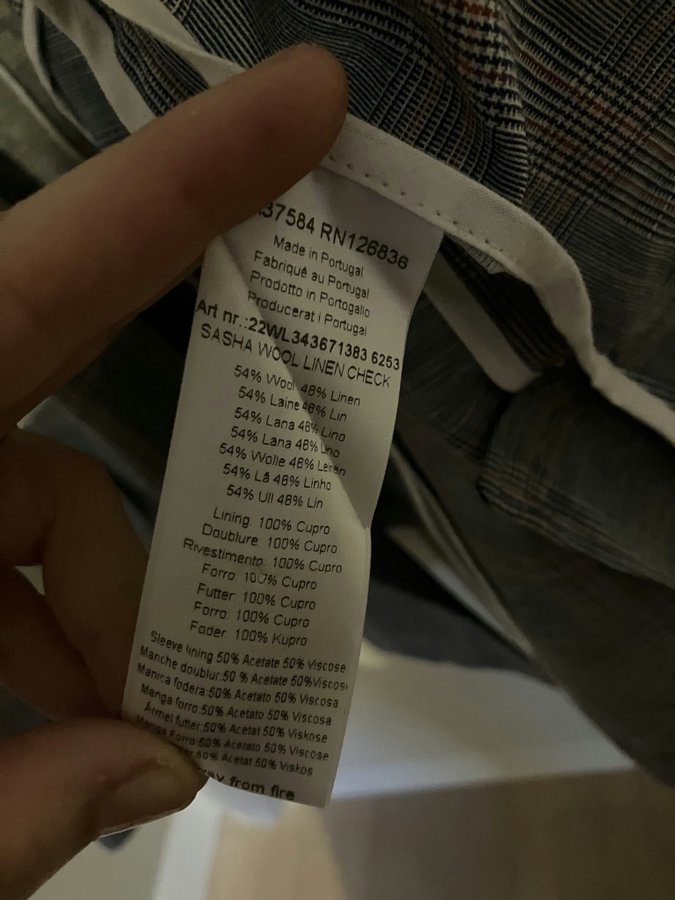 37584 RN126836
Made in Portugal
Fabriqué au Portugal
Prodotto in Portogallo
Producerat i Portugal
Art nr.:22WL343671383 6253
SASHA WOOL LINEN CHECK
54% Wool 46% Linen
54% Laine 46% Lin
54% Lana 46% Lino
54% Lana 46% Lino
54% Wolle 46% Leinen
54% Lã 46% Linho
54% Ull 46% Lin
Lining: 100% Cupro
Doublure: 100% Cupro
Rivestimento: 100% Cupro
Forro: 100% Cupro
Futter: 100% Cupro
Forro: 100% Cupro
Foder: 100% Kupro
Sleeve lining 50% Acetate 50% Viscose
Manche doublur:50 % Acetate 50%Viscos
Manica fodera:50% Acetato 50% Viscosa
Manga forro:50% Acetato 50% Viscosa
Ärmel futter:50% Acetat 50% Viskose
Manga Forro:50% Acetato 50% Viscose
50% Acetat 50% Viskos
away from fire